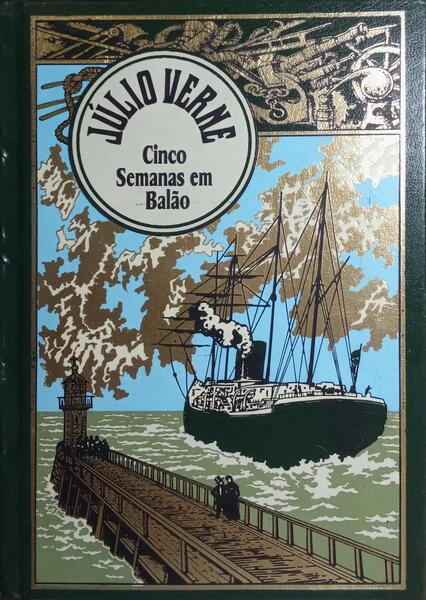 JÚLIO VERNE
Cinco
Semanas em
Balão